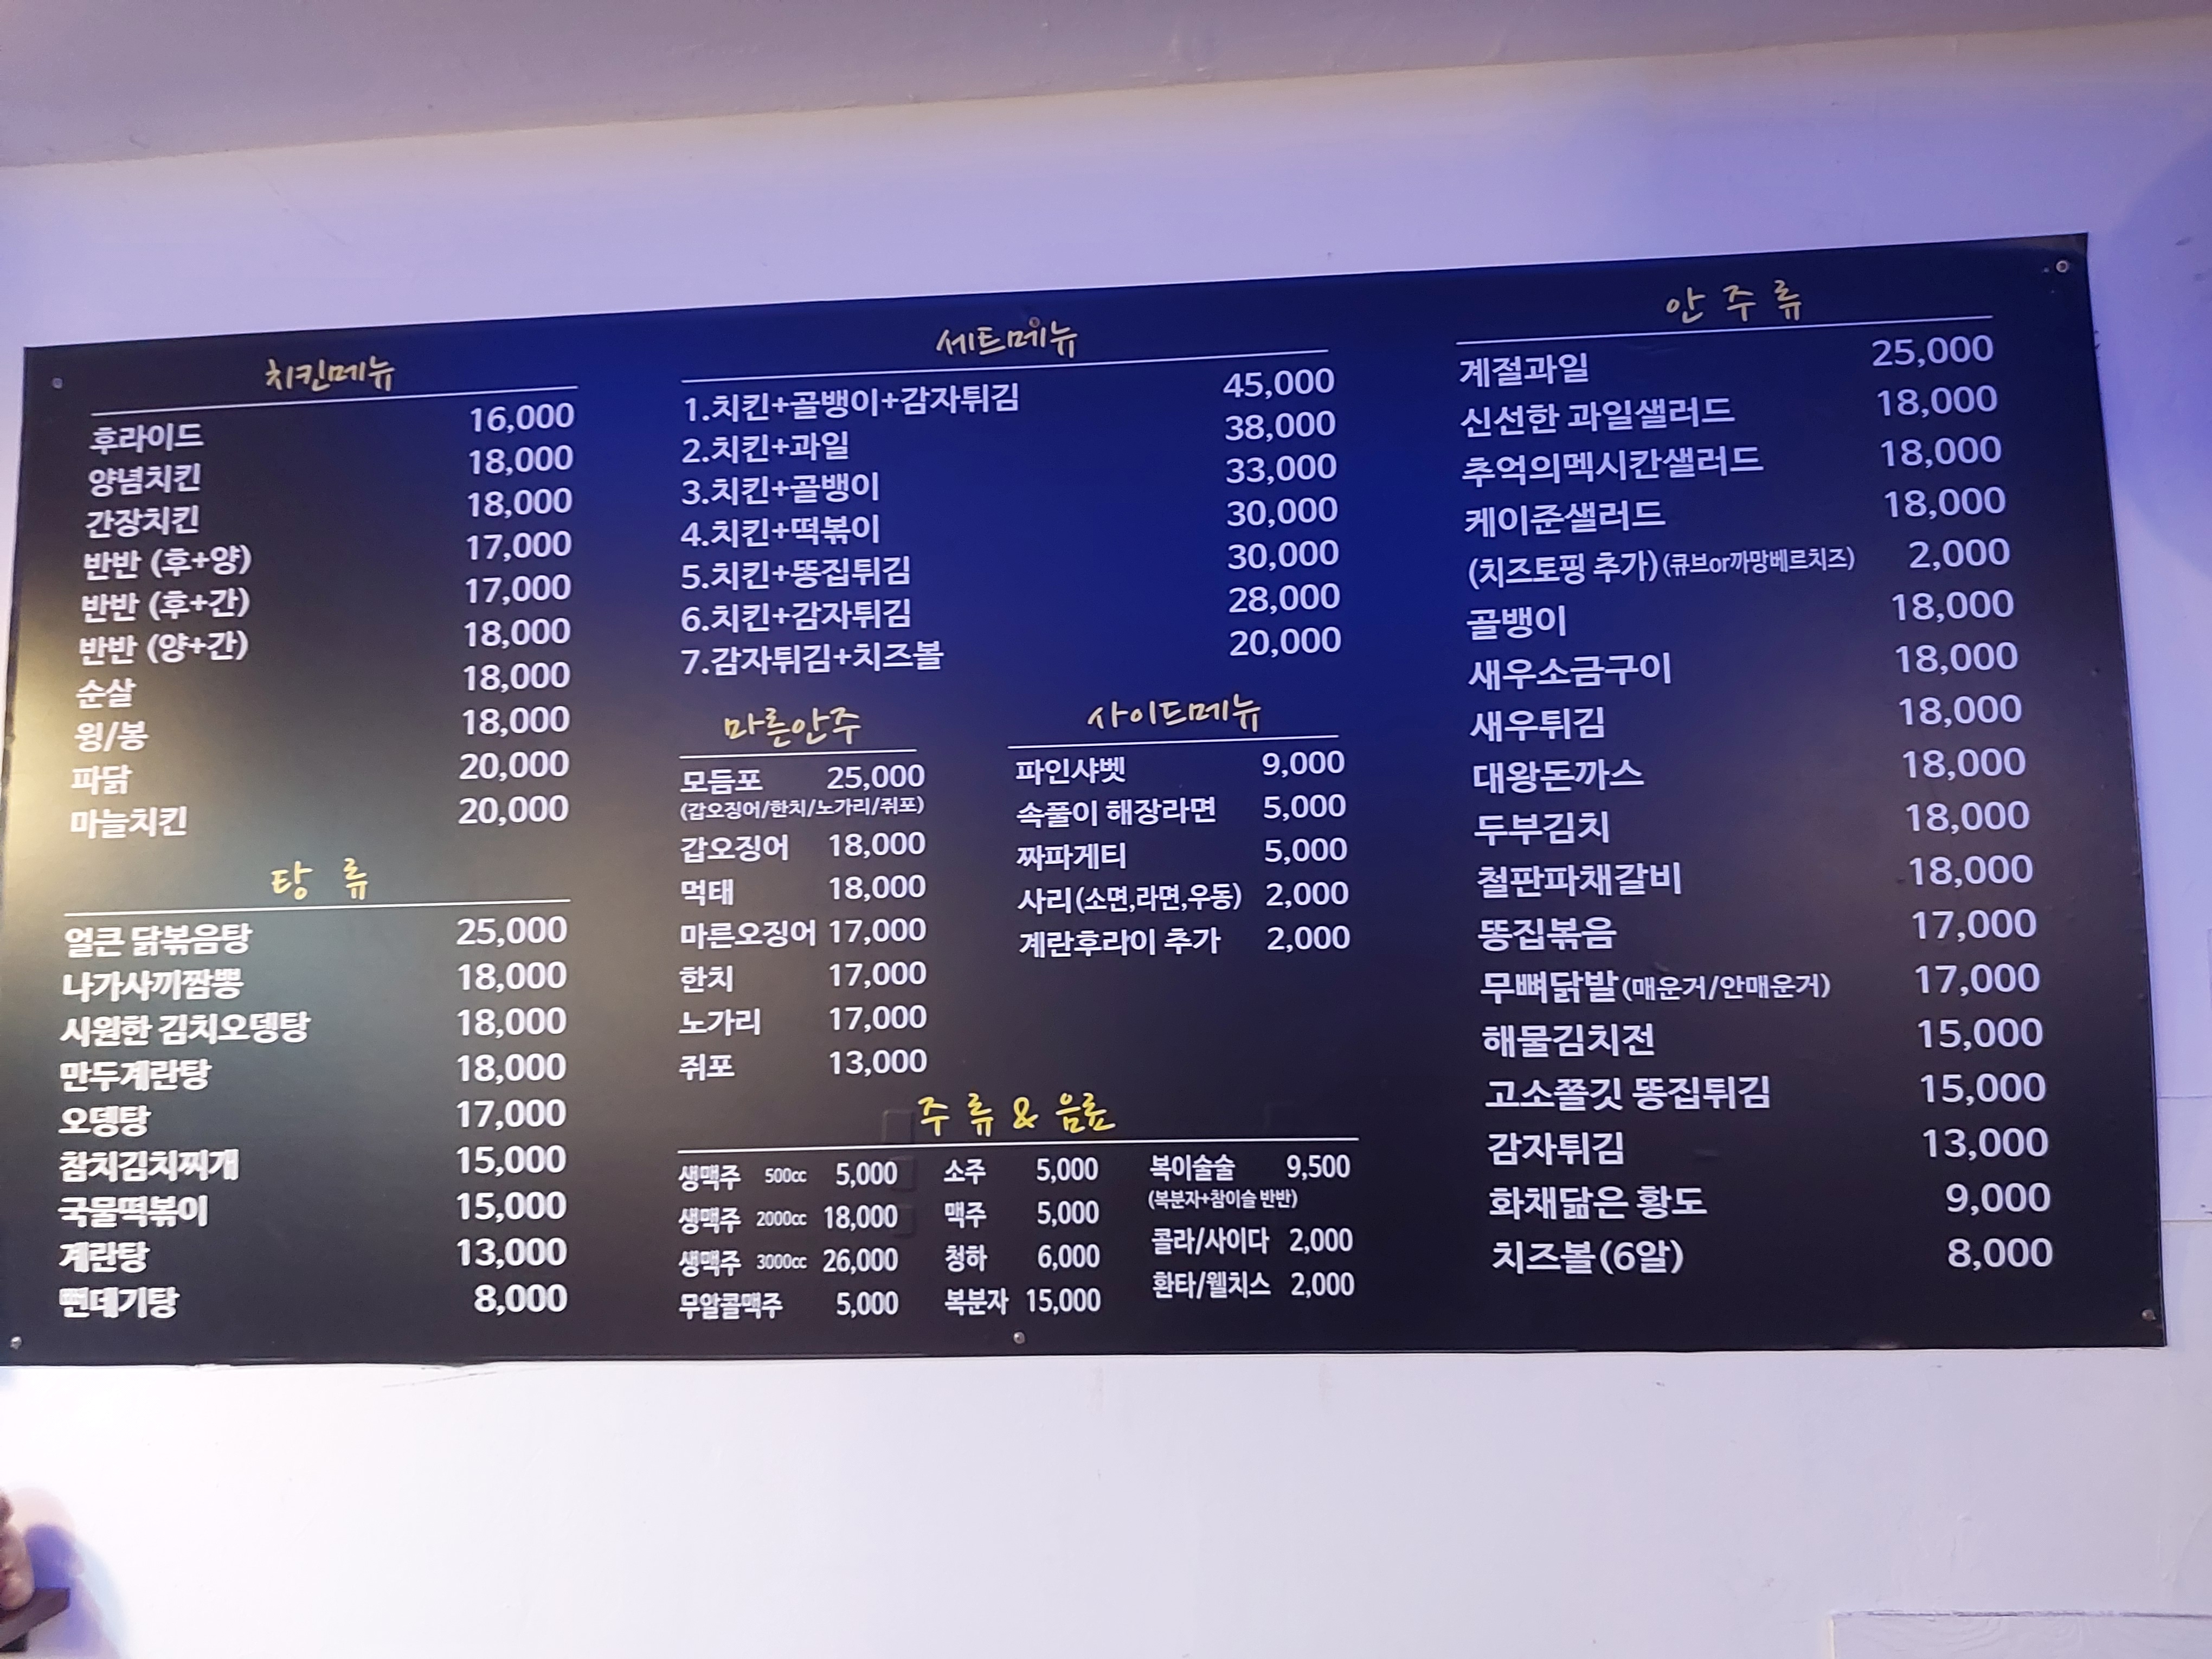 치킨메뉴
후라이드 16,000
양념치킨 18,000
간장치킨 18,000
반반 (후+양) 17,000
반반 (후+간) 17,000
반반 (양+간) 18,000
순살 18,000
윙/봉 18,000
파닭 20,000
마늘치킨 20,000
탕 류
얼큰 닭볶음탕 25,000
나가사끼짬뽕 18,000
시원한 김치오뎅탕 18,000
만두계란탕 18,000
오뎅탕 17,000
참치김치찌개 15,000
국물떡볶이 15,000
계란탕 13,000
뻔데기탕 8,000
세트메뉴
1.치킨+골뱅이+감자튀김 45,000
2.치킨+과일 38,000
3.치킨+골뱅이 33,000
4.치킨+떡볶이 30,000
5.치킨+똥집튀김 30,000
6.치킨+감자튀김 28,000
7.감자튀김+치즈볼 20,000
마른안주
모듬포 25,000
(갑오징어/한치/노가리/쥐포)
갑오징어 18,000
먹태 18,000
마른오징어 17,000
한치 17,000
노가리 17,000
쥐포 13,000
사이드메뉴
파인샤벳 9,000
속풀이 해장라면 5,000
짜파게티 5,000
사리(소면,라면,우동) 2,000
계란후라이 추가 2,000
주 류 & 음료
생맥주 500cc 5,000
생맥주 2000cc 18,000
생맥주 3000cc 26,000
무알콜맥주 5,000
소주 5,000
맥주 5,000
청하 6,000
복분자 15,000
복이술술 9,500
(복분자+참이슬 반반)
콜라/사이다 2,000
환타/웰치스 2,000
안 주 류
계절과일 25,000
신선한 과일샐러드 18,000
추억의멕시칸샐러드 18,000
케이준샐러드 18,000
(치즈토핑 추가)(큐브or까망베르치즈) 2,000
골뱅이 18,000
새우소금구이 18,000
새우튀김 18,000
대왕돈까스 18,000
두부김치 18,000
철판파채갈비 18,000
똥집볶음 17,000
무뼈닭발(매운거/안매운거) 17,000
해물김치전 15,000
고소쫄깃 똥집튀김 15,000
감자튀김 13,000
화채닮은 황도 9,000
치즈볼(6알) 8,000